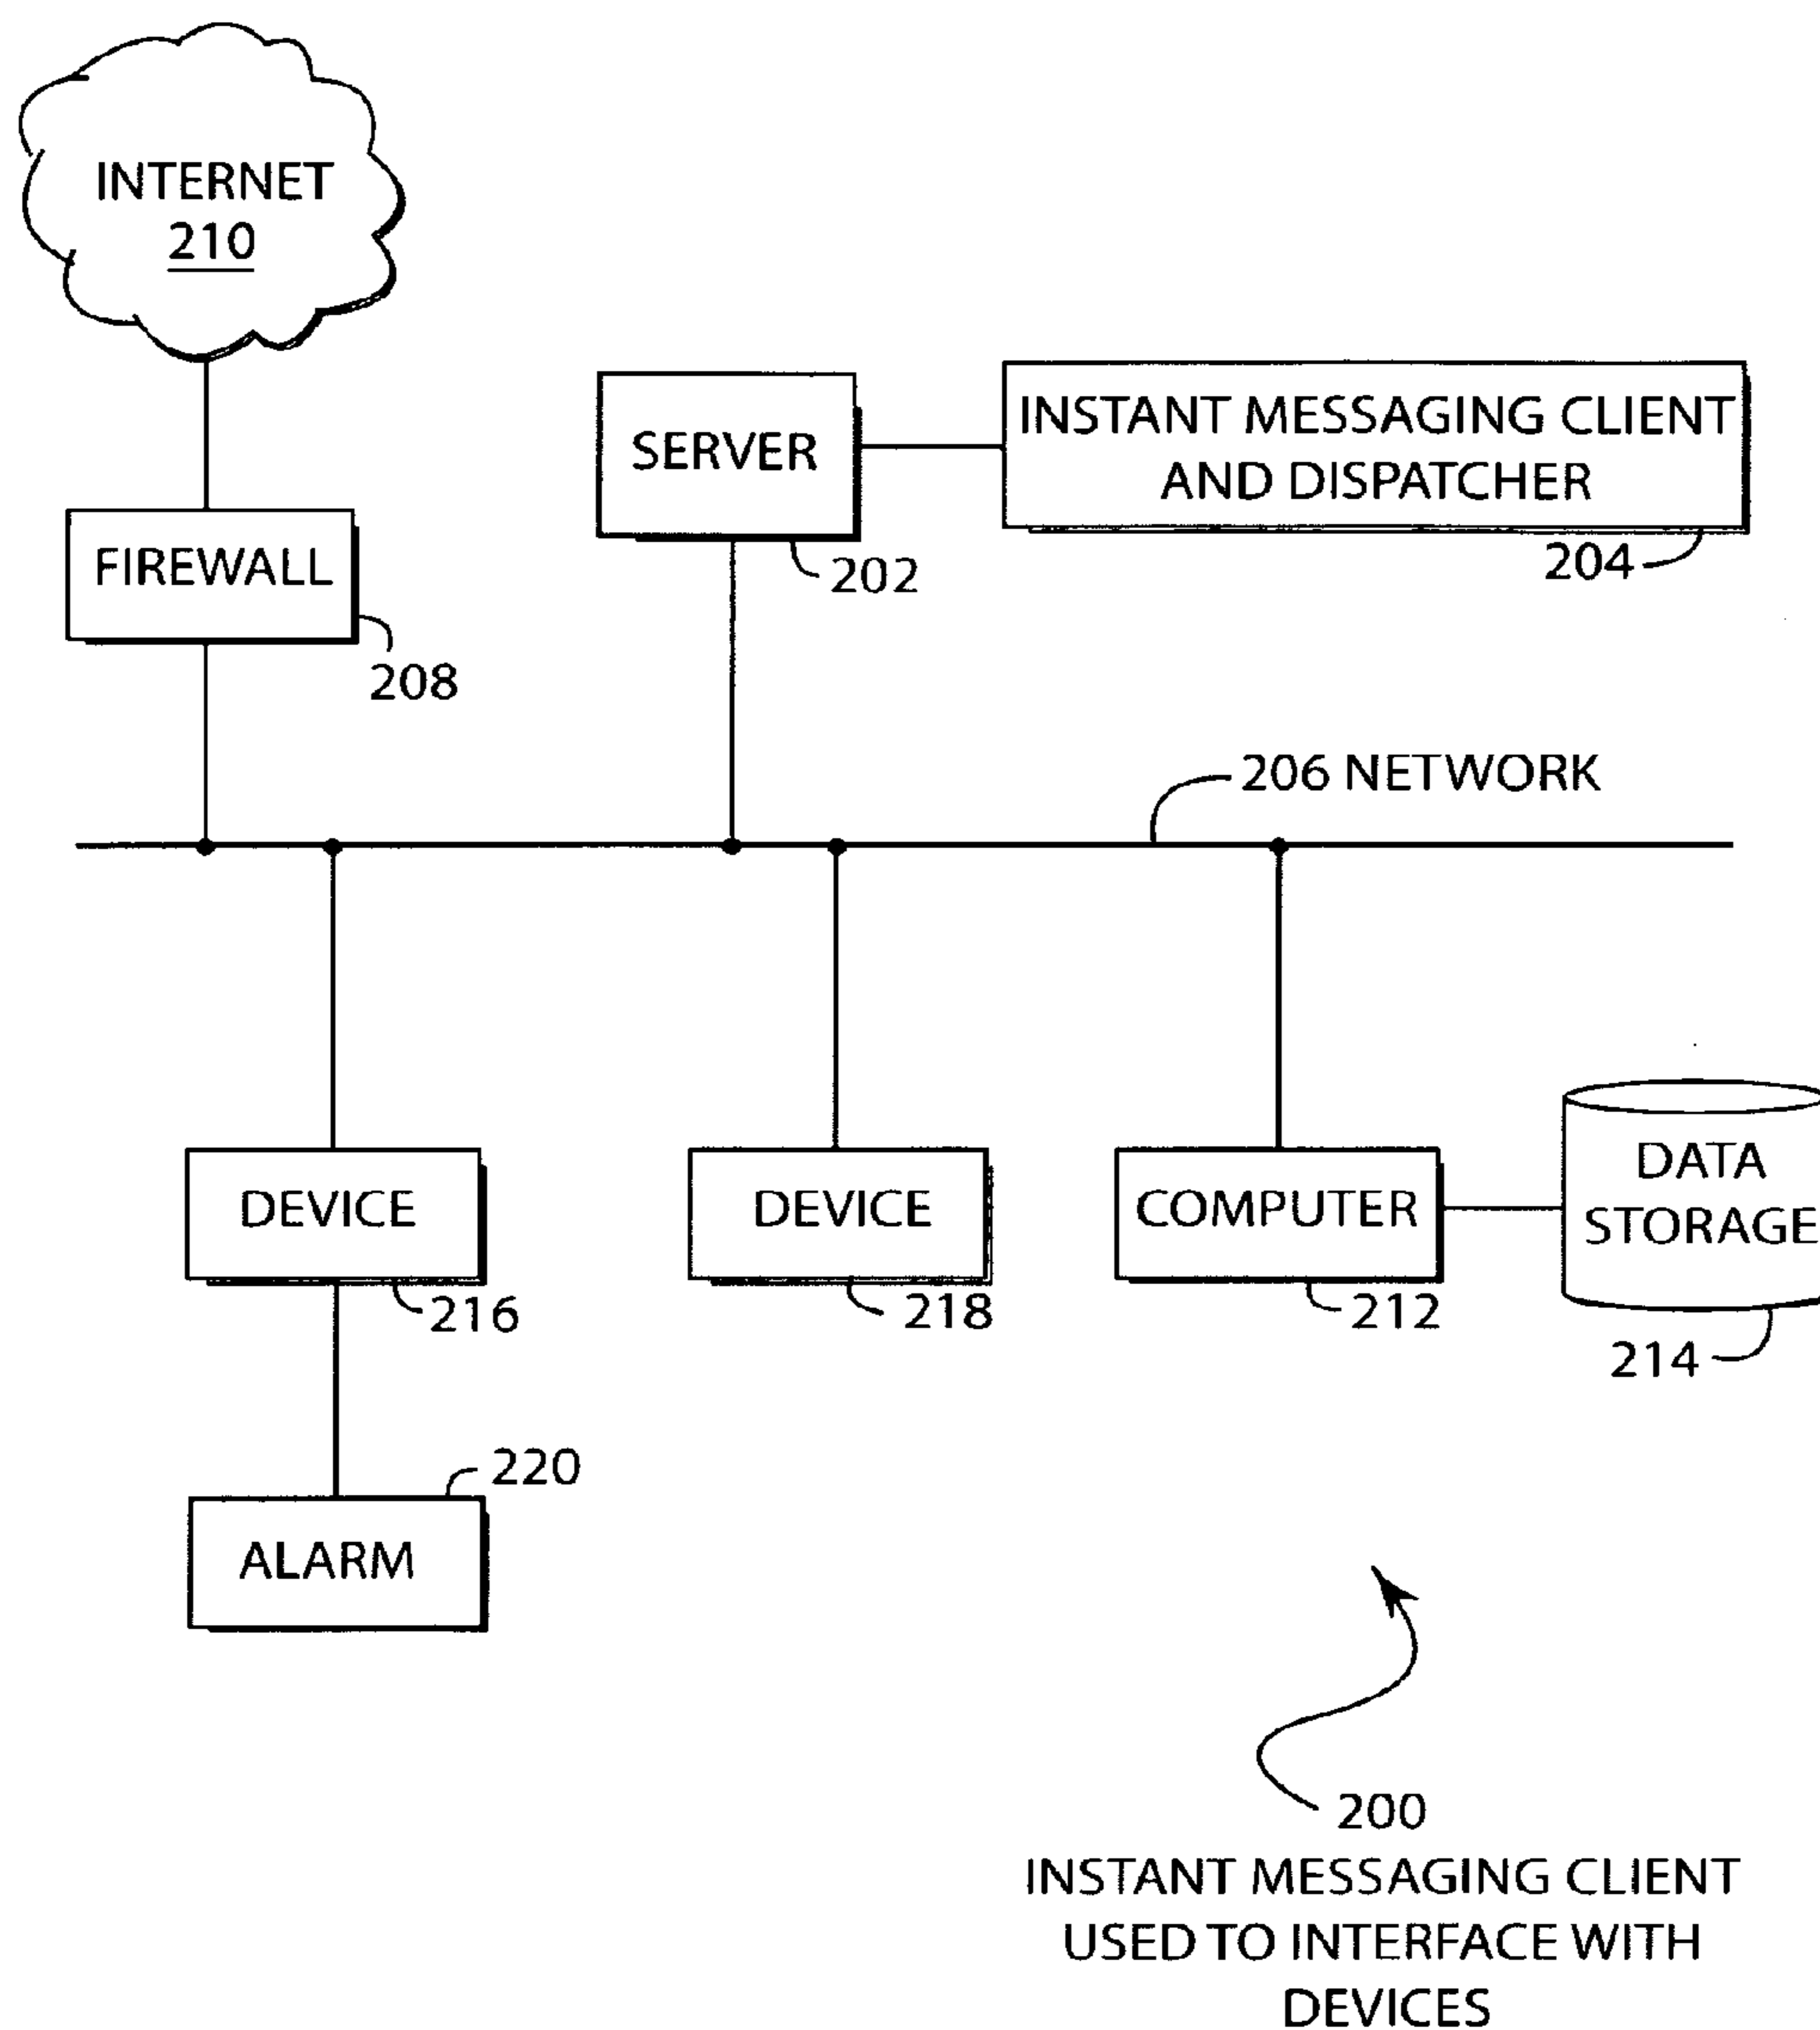 INTERNET
210
SERVER
INSTANT MESSAGING CLIENT
AND DISPATCHER
204
202
FIREWALL
208
206 NETWORK
DEVICE
216
DEVICE
218
COMPUTER
212
DATA
STORAGE
214
220
ALARM
200
INSTANT MESSAGING CLIENT
USED TO INTERFACE WITH
DEVICES